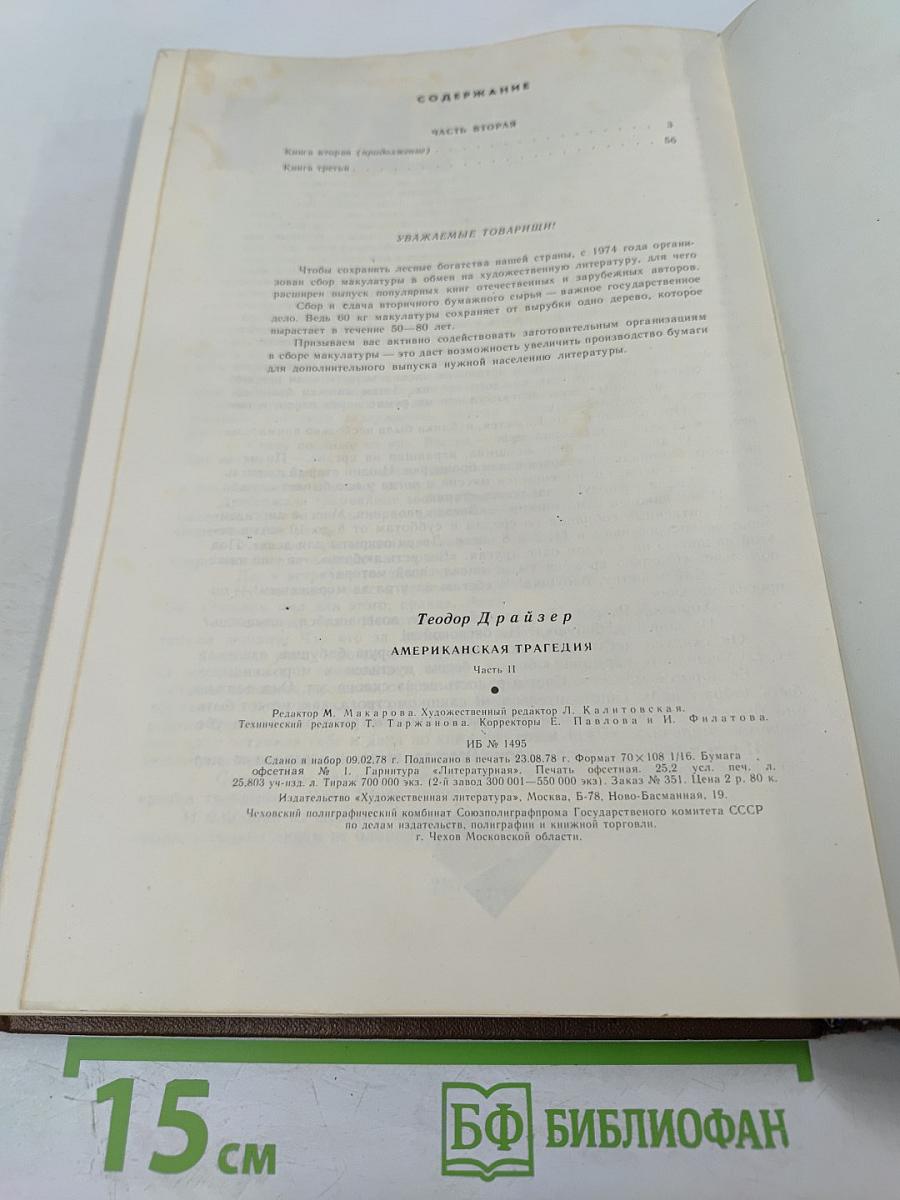 СОДЕРЖАНИЕ
ЧАСТЬ ВТОРАЯ
Книга вторая (продолжение) . . . . . . . . . . . . 3
Книга третья . . . . . . . . . . . . . . . . 56
УВАЖАЕМЫЕ ТОВАРИЩИ!
Чтобы сохранить лесные богатства нашей страны, с 1974 года органи-
зован сбор макулатуры в обмен на художественную литературу, для чего
расширен выпуск популярных книг отечественных и зарубежных авторов.
Сбор и сдача вторичного бумажного сырья — важное государственное
дело. Ведь 60 кг макулатуры сохраняет от вырубки одно дерево, которое
вырастает в течение 50—80 лет.
Призываем вас активно содействовать заготовительным организациям
в сборе макулатуры — это даст возможность увеличить производство бумаги
для дополнительного выпуска нужной населению литературы.
Теодор Драйзер
АМЕРИКАНСКАЯ ТРАГЕДИЯ
Часть II
Редактор М. Макарова. Художественный редактор Л. Калитовская.
Технический редактор Т. Таржанова. Корректоры Е. Павлова и И. Филатова.
ИБ № 1495
Сдано в набор 09.02.78 г. Подписано в печать 23.08.78 г. Формат 70×108 1/16. Бумага
офсетная № 1. Гарнитура «Литературная». Печать офсетная. 25,2 усл. печ. л.
25.803 уч-изд. л. Тираж 700 000 экз. (2-й завод 300 001—550 000 экз). Заказ № 351. Цена 2 р. 80 к.
Издательство «Художественная литература», Москва, Б-78, Ново-Басманная, 19.
Чеховский полиграфический комбинат Союзполиграфпрома Государственного комитета СССР
по делам издательств, полиграфии и книжной торговли.
г. Чехов Московской области.
15 см
БФ БИБЛИОФАН